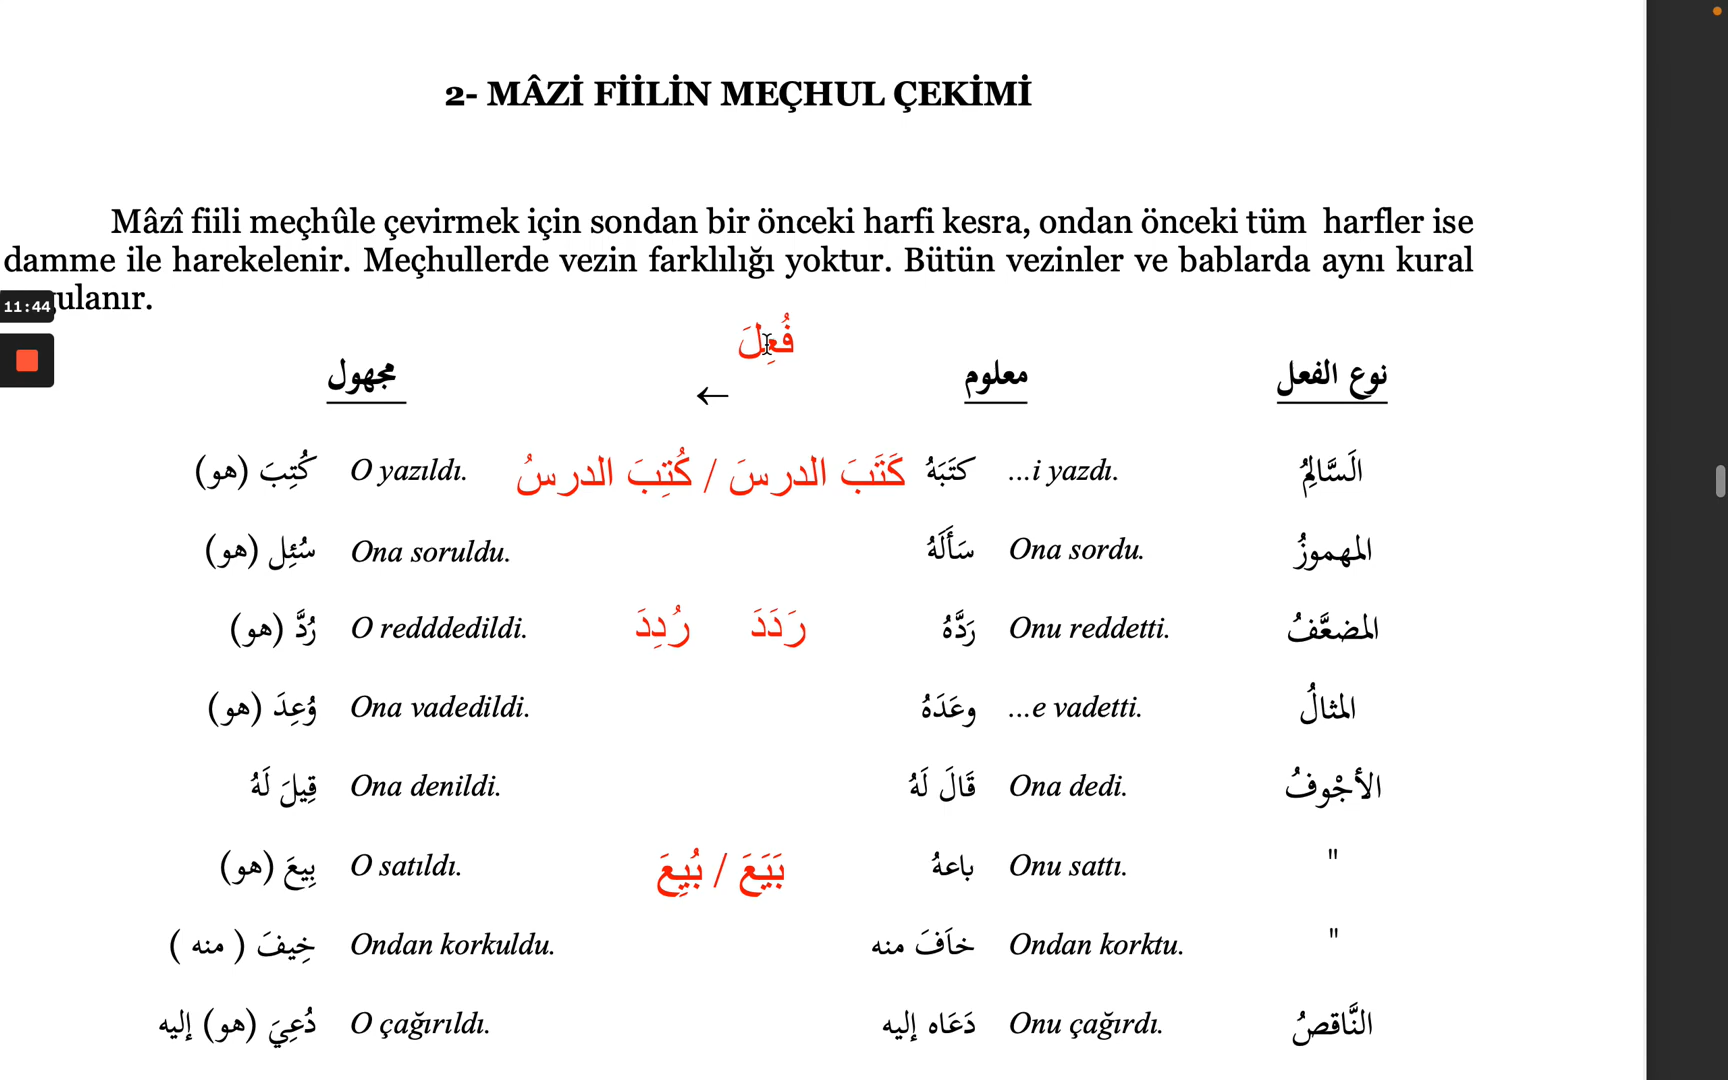 2- MÂZİ FİİLİN MEÇHUL ÇEKİMİ
Mâzî fiili meçhûle çevirmek için sondan bir önceki harfi kesra, ondan önceki tüm harfler ise
damme ile harekelenir. Meçhullerde vezin farklılığı yoktur. Bütün vezinler ve bablarda aynı kural
ulanır.
11:44
فُعِلَ
نوع الفعل معلوم ← مجهول
اَلسَّالِمُ ...i yazdı. كتَبَهُ كَتَبَ الدرسَ / كُتِبَ الدرسُ O yazıldı. كُتِبَ (هو)
المهموزُ Ona sordu. سَأَلَهُ Ona soruldu. سُئِل (هو)
المضعَّفُ Onu reddetti. رَدَّهُ رَدَدَ رُدِدَ O redddedildi. رُدَّ (هو)
المثالُ ...e vadetti. وعَدَهُ Ona vadedildi. وُعِدَ (هو)
الأجْوفُ Ona dedi. قَالَ لَهُ Ona denildi. قِيلَ لَهُ
" Onu sattı. باعهُ بَيَعَ / بُيِعَ O satıldı. بِيعَ (هو)
" Ondan korktu. خاَفَ منه Ondan korkuldu. خِيفَ ( منه )
النَّاقصُ Onu çağırdı. دَعَاه إليه O çağırıldı. دُعِيَ (هو) إليه